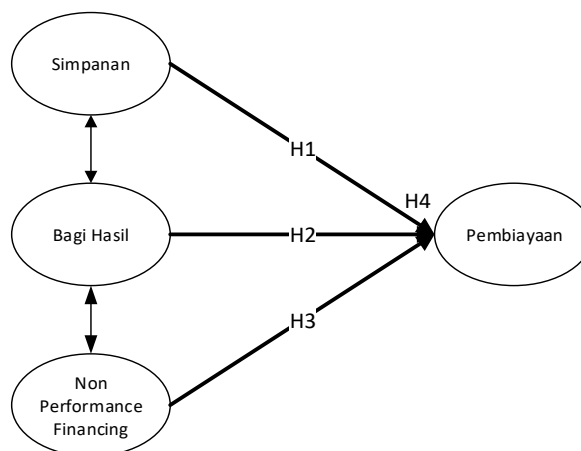 Simpanan
H1
H4
Bagi Hasil
H2
Pembiayaan
H3
Non
Performance
Financing